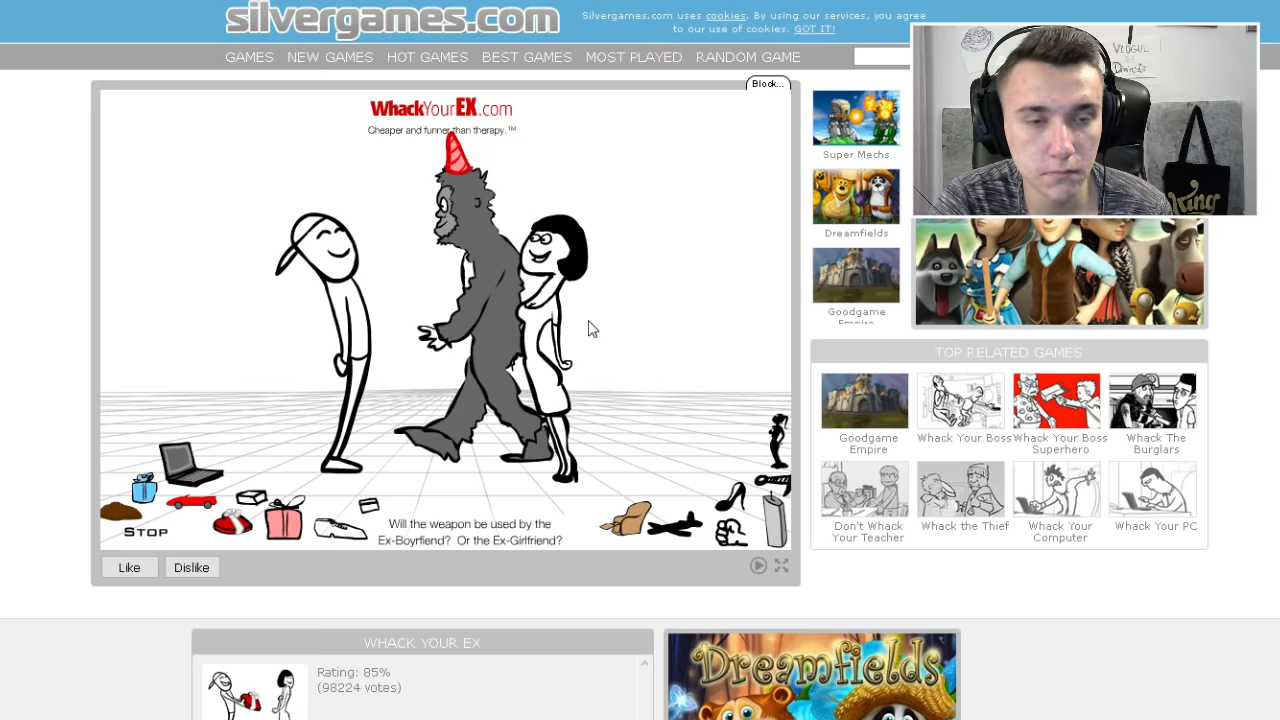 silvergames.com
Silvergames.com uses cookies. By using our services, you agree
to our use of cookies. GOT IT!
GAMES NEW GAMES HOT GAMES BEST GAMES MOST PLAYED RANDOM GAME
Block...
WhackYourEX.com
Cheaper and funner than therapy.™
Super Mechs
Dreamfields
Goodgame
Empire
TOP RELATED GAMES
Goodgame
Empire
Whack Your Boss
Whack Your Boss
Superhero
Whack The
Burglars
Don't Whack
Your Teacher
Whack the Thief
Whack Your
Computer
Whack Your PC
STOP
Will the weapon be used by the
Ex-Boyfriend? Or the Ex-Girlfriend?
Like
Dislike
WHACK YOUR EX
Rating: 85%
(98224 votes)
Dreamfields
King